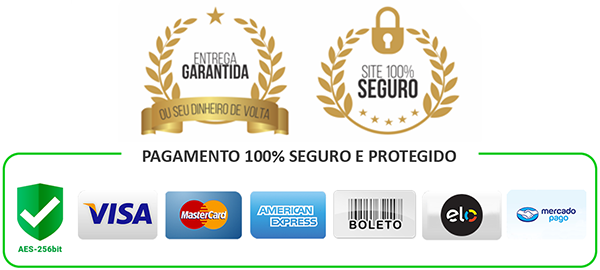 ENTREGA
GARANTIDA
OU SEU DINHEIRO DE VOLTA
SITE 100%
SEGURO
PAGAMENTO 100% SEGURO E PROTEGIDO
AES-256bit
VISA
MasterCard
AMERICAN
EXPRESS
BOLETO
elo
mercado
pago